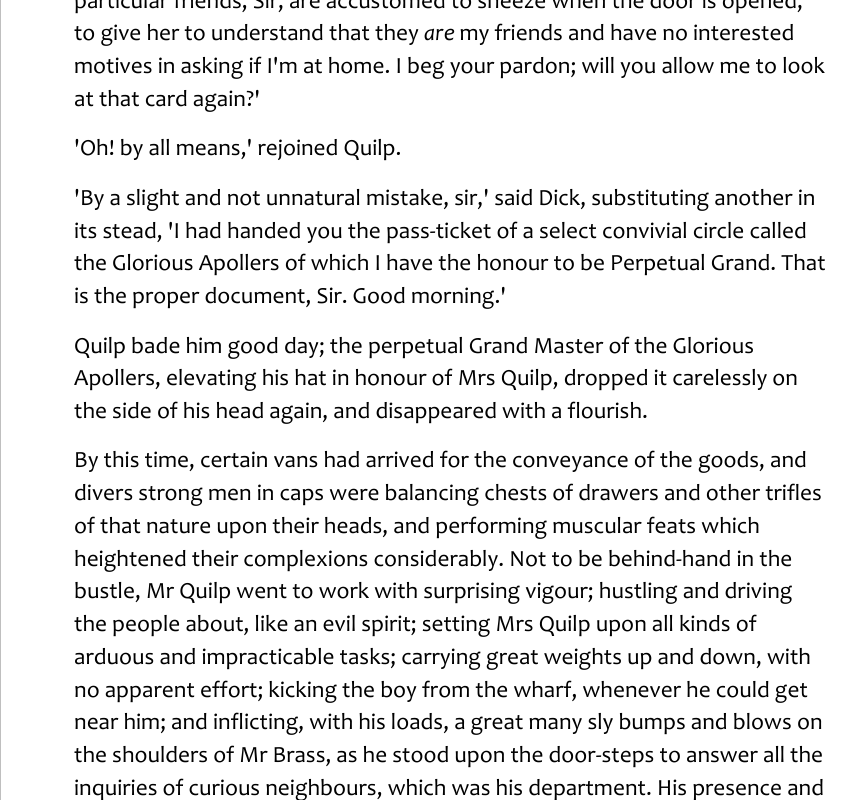 particular friends, Sir, are accustomed to sneeze when the door is opened,
to give her to understand that they are my friends and have no interested
motives in asking if I'm at home. I beg your pardon; will you allow me to look
at that card again?'
'Oh! by all means,' rejoined Quilp.
'By a slight and not unnatural mistake, sir,' said Dick, substituting another in
its stead, 'I had handed you the pass-ticket of a select convivial circle called
the Glorious Apollers of which I have the honour to be Perpetual Grand. That
is the proper document, Sir. Good morning.'
Quilp bade him good day; the perpetual Grand Master of the Glorious
Apollers, elevating his hat in honour of Mrs Quilp, dropped it carelessly on
the side of his head again, and disappeared with a flourish.
By this time, certain vans had arrived for the conveyance of the goods, and
divers strong men in caps were balancing chests of drawers and other trifles
of that nature upon their heads, and performing muscular feats which
heightened their complexions considerably. Not to be behind-hand in the
bustle, Mr Quilp went to work with surprising vigour; hustling and driving
the people about, like an evil spirit; setting Mrs Quilp upon all kinds of
arduous and impracticable tasks; carrying great weights up and down, with
no apparent effort; kicking the boy from the wharf, whenever he could get
near him; and inflicting, with his loads, a great many sly bumps and blows on
the shoulders of Mr Brass, as he stood upon the door-steps to answer all the
inquiries of curious neighbours, which was his department. His presence and